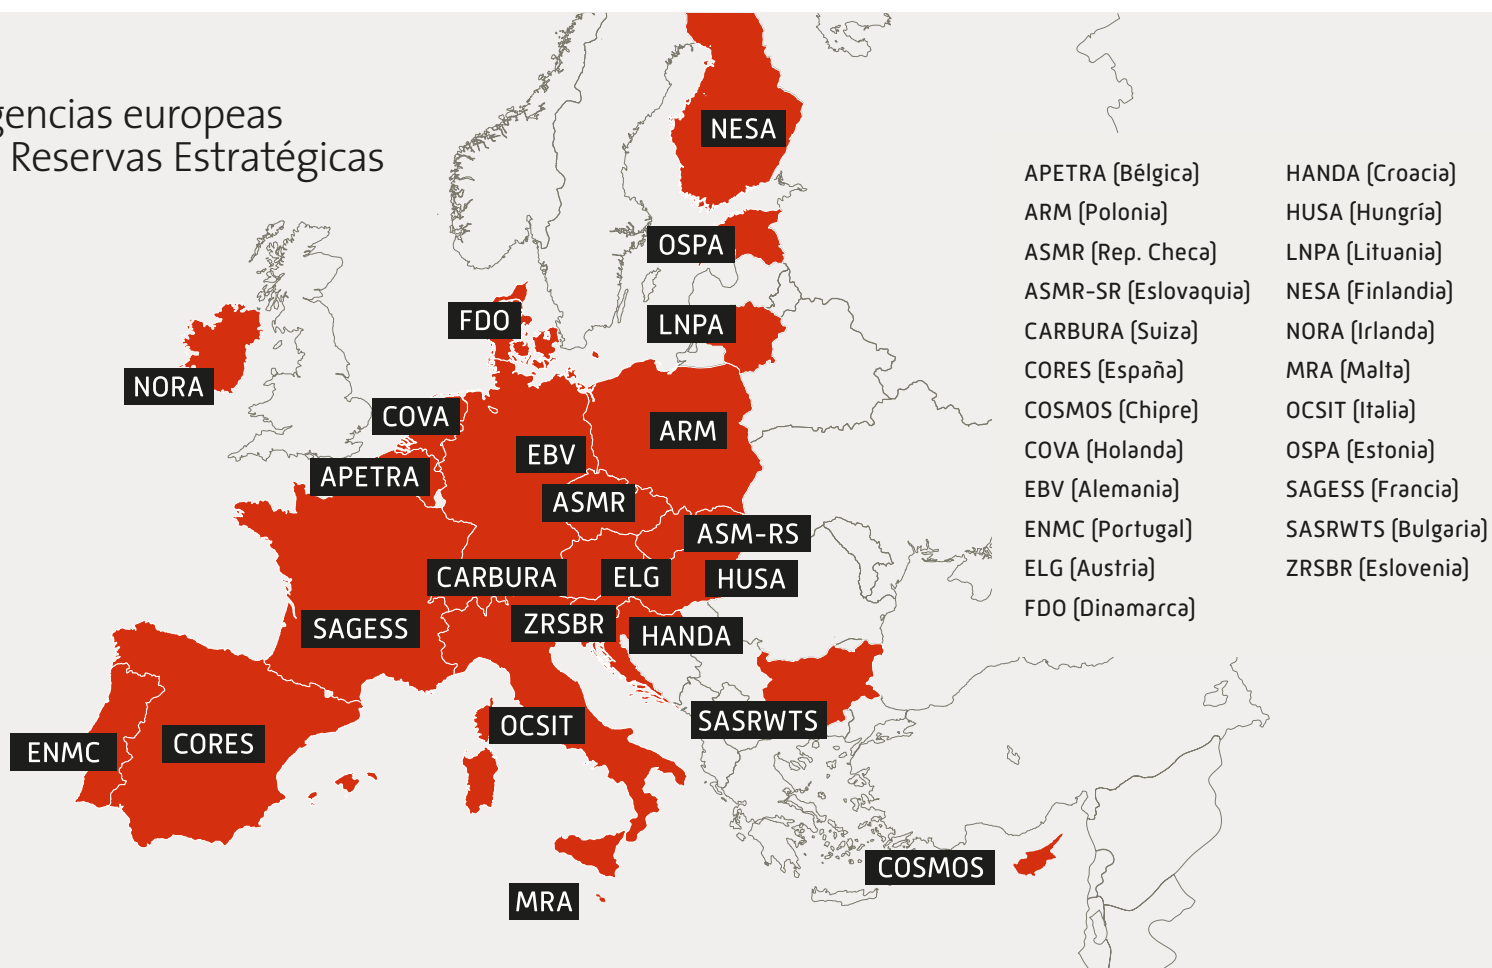 gencias europeas
Reservas Estratégicas
NESA
OSPA
FDO
LNPA
NORA
COVA
ARM
EBV
APETRA
ASMR
ASM-RS
CARBURA
ELG
HUSA
SAGESS
ZRSBR
HANDA
ENMC
CORES
OCSIT
SASRWTS
COSMOS
MRA
APETRA (Bélgica)
ARM (Polonia)
ASMR (Rep. Checa)
ASMR-SR (Eslovaquia)
CARBURA (Suiza)
CORES (España)
COSMOS (Chipre)
COVA (Holanda)
EBV (Alemania)
ENMC (Portugal)
ELG (Austria)
FDO (Dinamarca)
HANDA (Croacia)
HUSA (Hungría)
LNPA (Lituania)
NESA (Finlandia)
NORA (Irlanda)
MRA (Malta)
OCSIT (Italia)
OSPA (Estonia)
SAGESS (Francia)
SASRWTS (Bulgaria)
ZRSBR (Eslovenia)